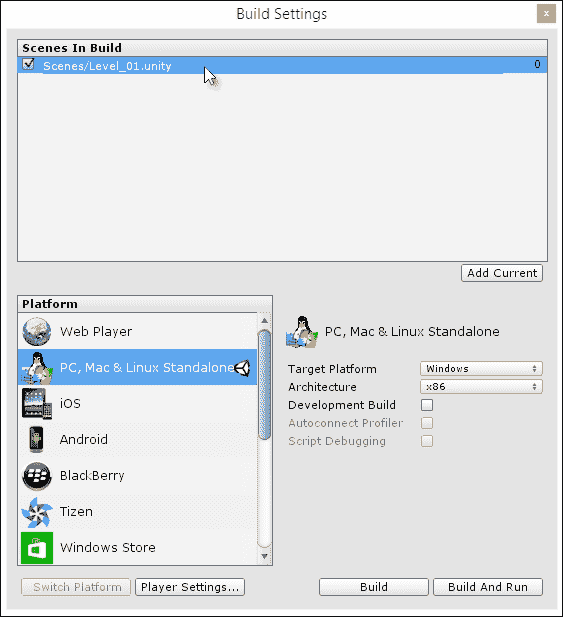 Build Settings
x
Scenes In Build
Scenes/Level_01.unity 0
Add Current
Platform
Web Player
PC, Mac & Linux Standalone
iOS
Android
BlackBerry
Tizen
Windows Store
PC, Mac & Linux Standalone
Target Platform Windows
Architecture x86
Development Build
Autoconnect Profiler
Script Debugging
Switch Platform Player Settings... Build Build And Run